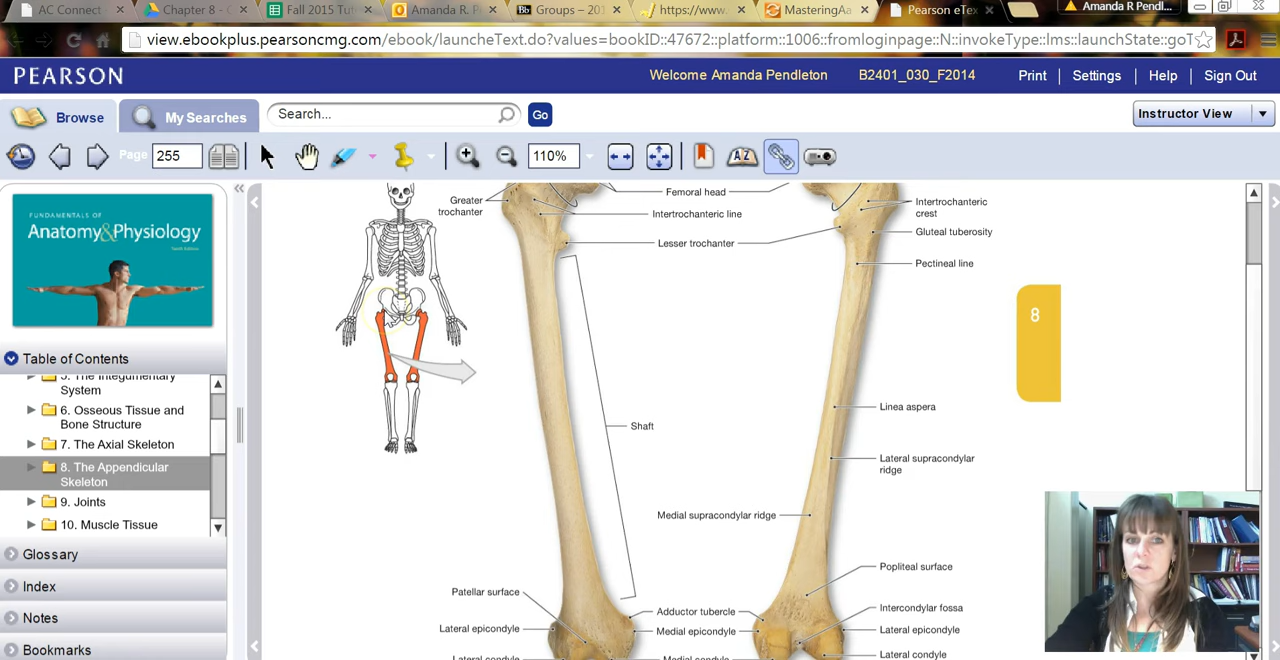 AC Connect
Chapter 8 -
Fall 2015 Tut
Amanda R. P
Groups – 201
https://www.
MasteringAa
Pearson eTex
Amanda R Pendl...
view.ebookplus.pearsoncmg.com/ebook/launcheText.do?values=bookID::47672::platform::1006::fromloginpage::N::invokeType::lms::launchState::goT
PEARSON
Welcome Amanda Pendleton
B2401_030_F2014
Print
Settings
Help
Sign Out
Browse
My Searches
Search...
Go
Instructor View
Page
255
110%
A Z
FUNDAMENTALS OF
Anatomy&Physiology
Table of Contents
5. The Integumentary
System
6. Osseous Tissue and
Bone Structure
7. The Axial Skeleton
8. The Appendicular
Skeleton
9. Joints
10. Muscle Tissue
Glossary
Index
Notes
Bookmarks
Greater
trochanter
Femoral head
Intertrochanteric line
Lesser trochanter
Intertrochanteric
crest
Gluteal tuberosity
Pectineal line
8
Linea aspera
Shaft
Lateral supracondylar
ridge
Medial supracondylar ridge
Popliteal surface
Patellar surface
Adductor tubercle
Intercondylar fossa
Lateral epicondyle
Medial epicondyle
Lateral epicondyle
Lateral condyle
Medial condyle
Lateral condyle